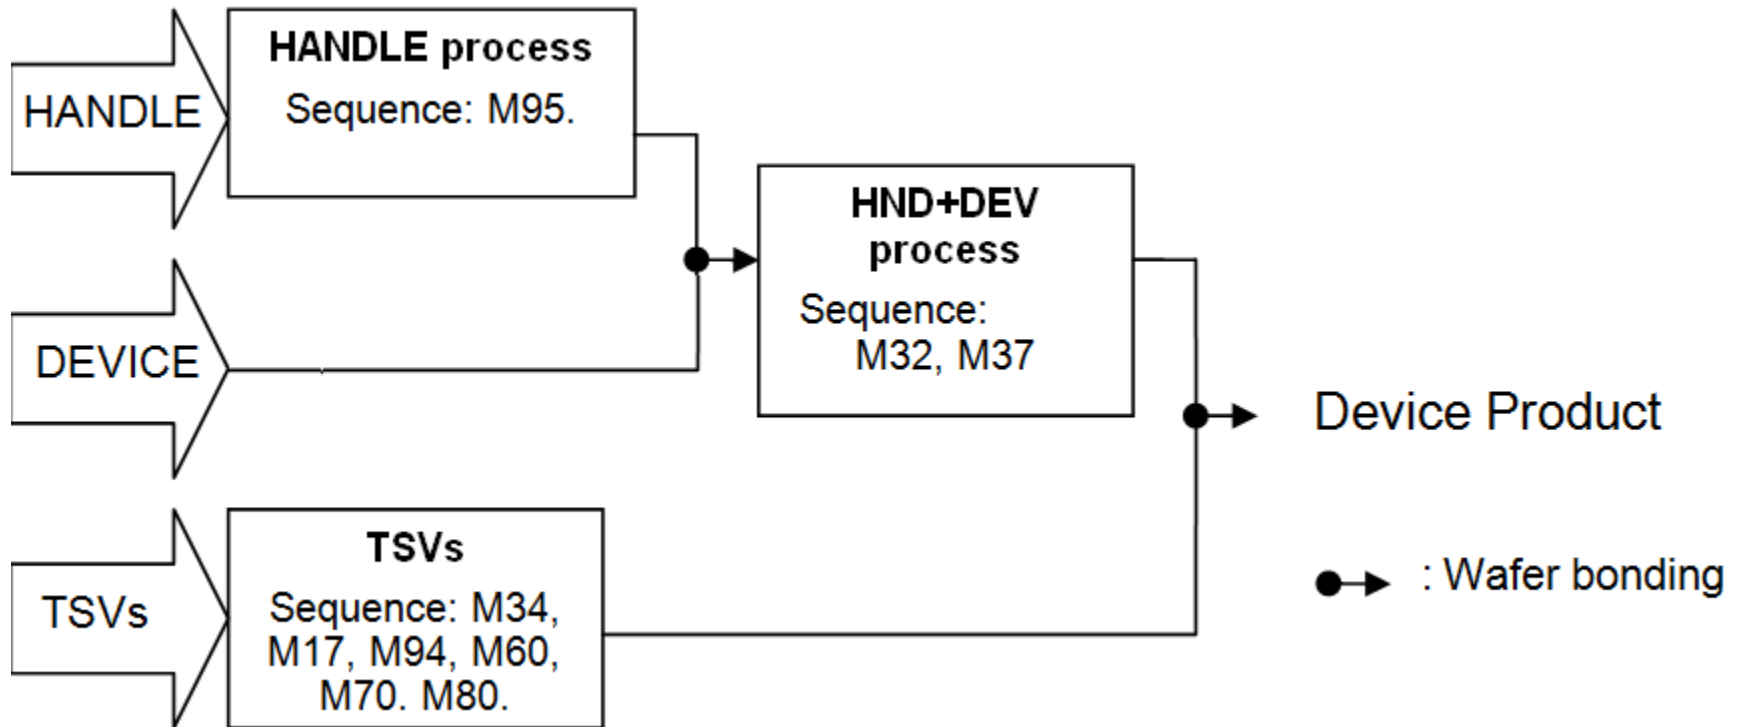 HANDLE
HANDLE process
Sequence: M95.
DEVICE
HND+DEV
process
Sequence:
M32, M37
TSVs
TSVs
Sequence: M34,
M17, M94, M60,
M70. M80.
Device Product
: Wafer bonding